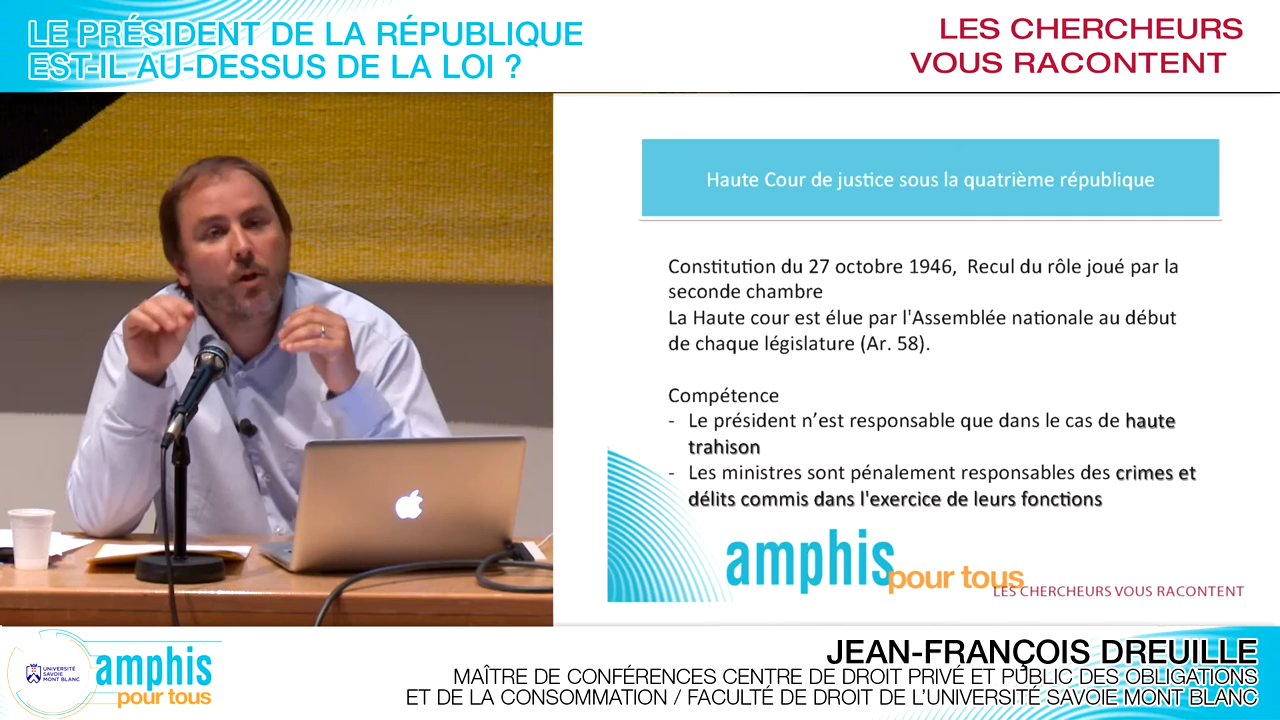 LE PRÉSIDENT DE LA RÉPUBLIQUE
EST-IL AU-DESSUS DE LA LOI ?
LES CHERCHEURS
VOUS RACONTENT
Haute Cour de justice sous la quatrième république
Constitution du 27 octobre 1946, Recul du rôle joué par la
seconde chambre
La Haute cour est élue par l'Assemblée nationale au début
de chaque législature (Ar. 58).
Compétence
- Le président n’est responsable que dans le cas de haute
trahison
- Les ministres sont pénalement responsables des crimes et
délits commis dans l'exercice de leurs fonctions
amphis
pour tous
LES CHERCHEURS VOUS RACONTENT
UNIVERSITÉ
SAVOIE
MONT BLANC
amphis
pour tous
JEAN-FRANÇOIS DREUILLE
MAÎTRE DE CONFÉRENCES CENTRE DE DROIT PRIVÉ ET PUBLIC DES OBLIGATIONS
ET DE LA CONSOMMATION / FACULTÉ DE DROIT DE L’UNIVERSITÉ SAVOIE MONT BLANC